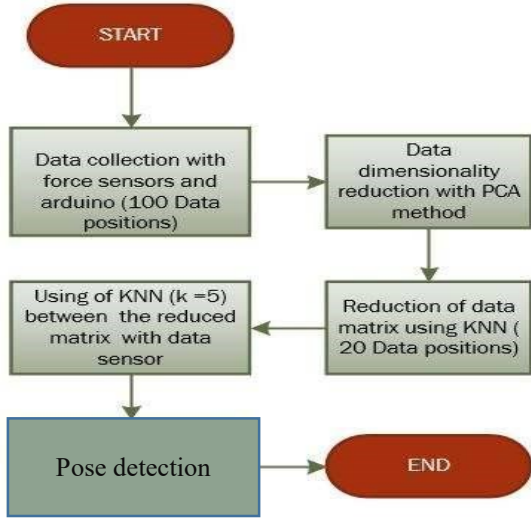 START
Data collection with
force sensors and
arduino (100 Data
positions)
Data
dimensionality
reduction with PCA
method
Reduction of data
matrix using KNN (
20 Data positions)
Using of KNN (k =5)
between the reduced
matrix with data
sensor
Pose detection
END